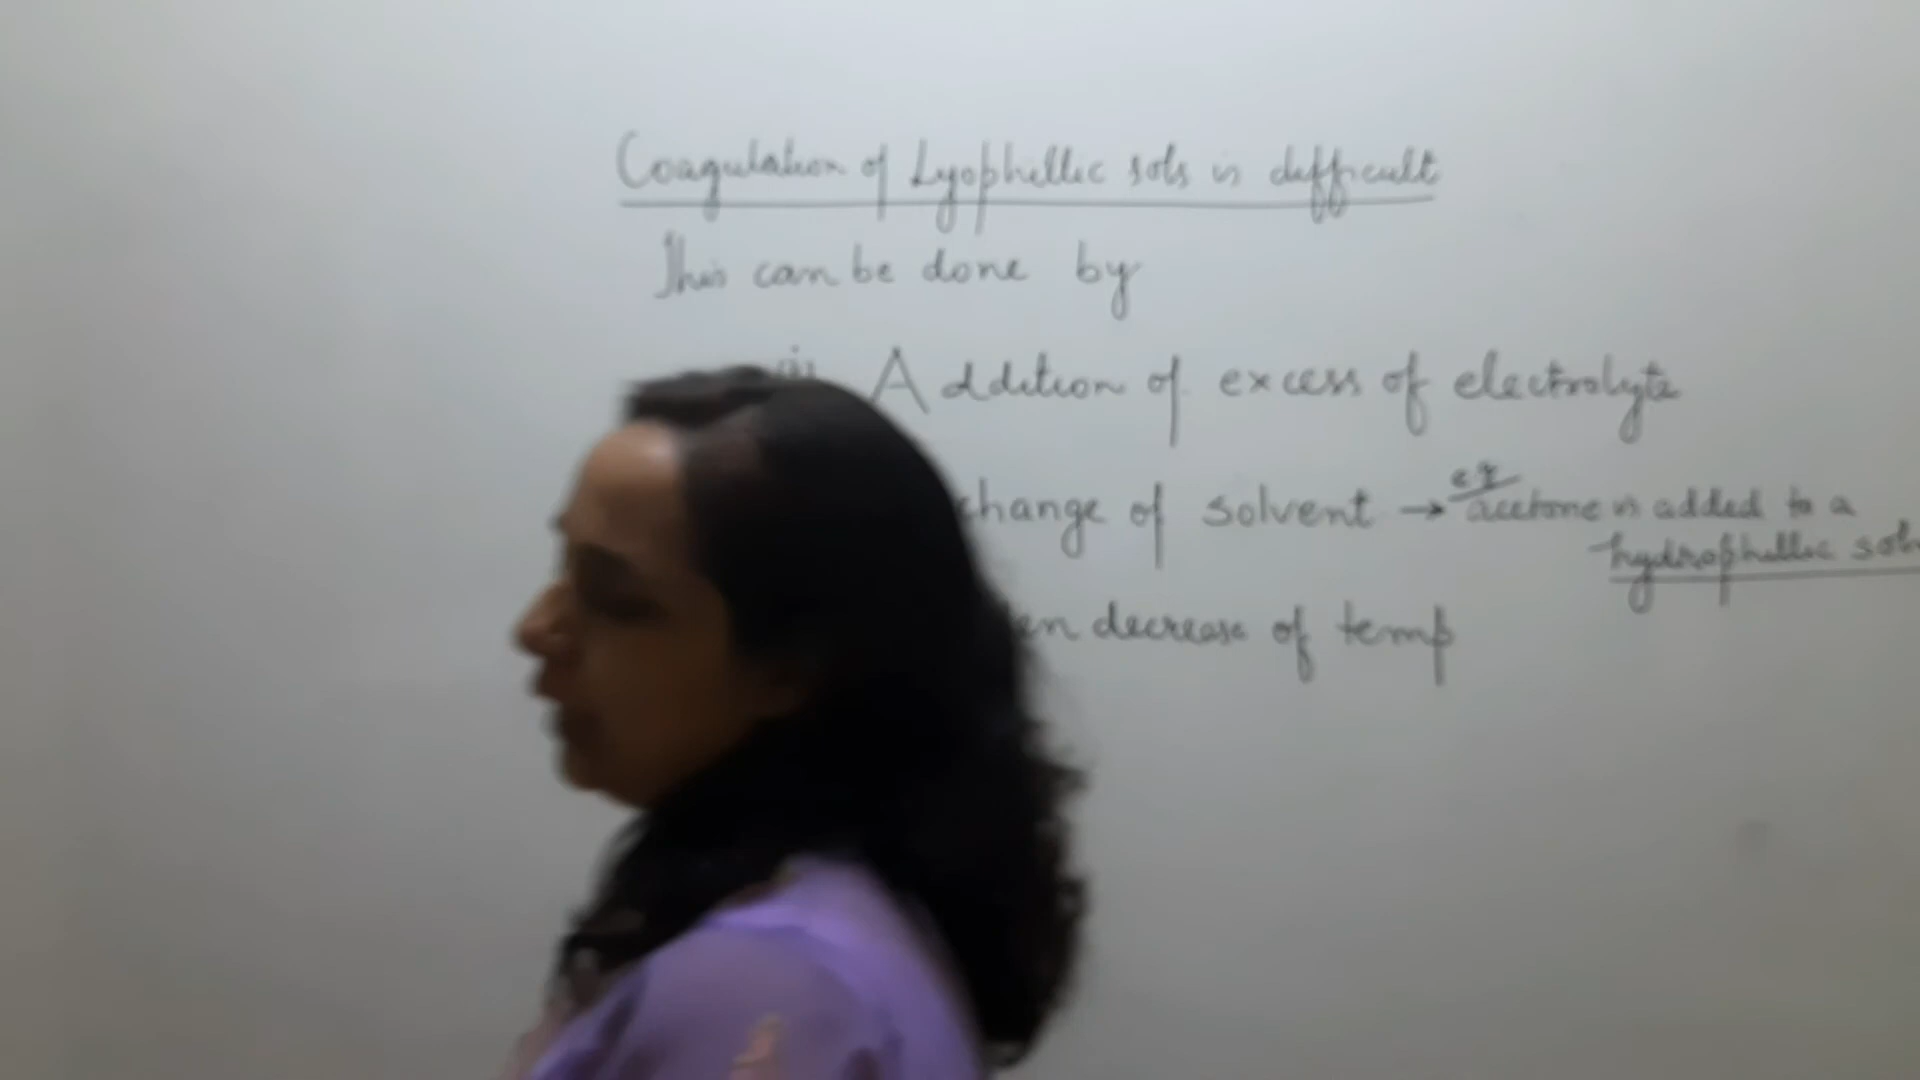 Coagulation of Lyophillic sols is difficult
This can be done by
Addition of excess of electrolyte
change of solvent → eg acetone is added to a
hydrophillic sol
decrease of temp